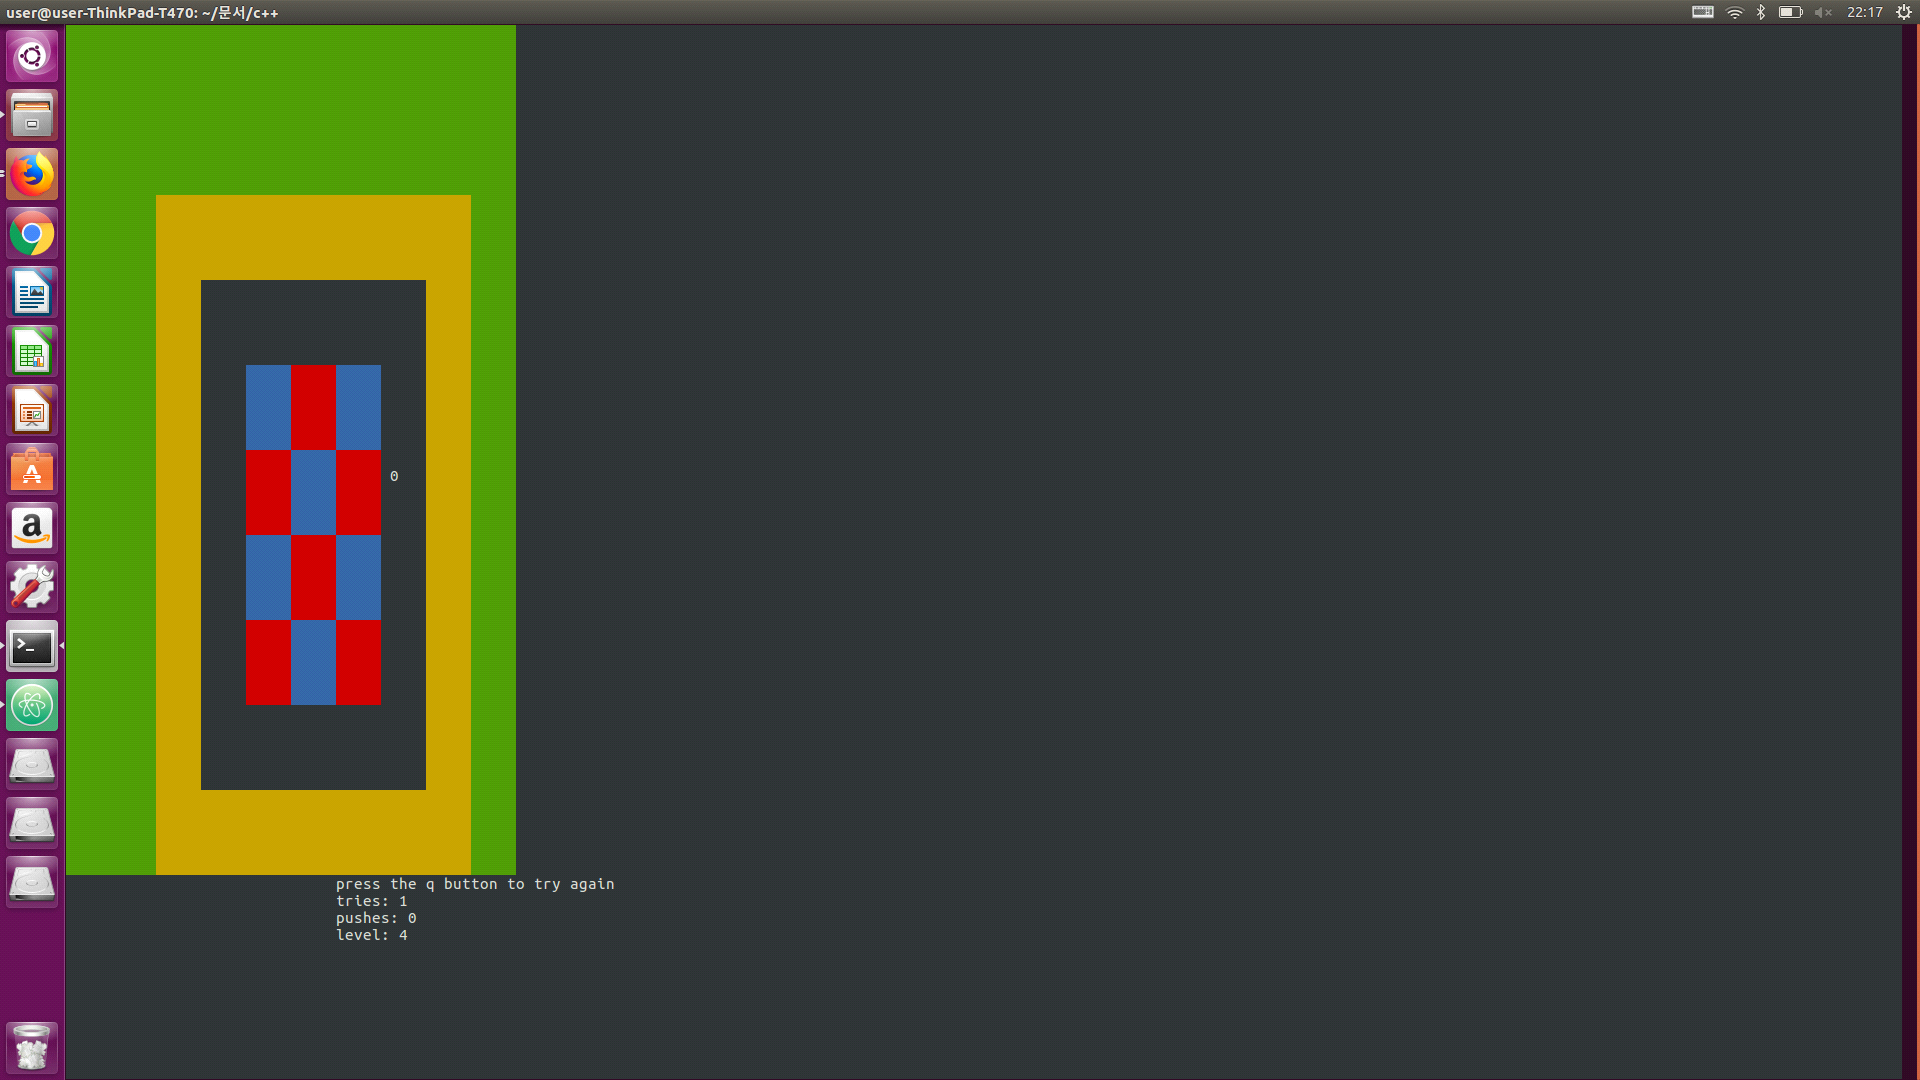 user@user-ThinkPad-T470: ~/문서/c++
22:17
0
press the q button to try again
tries: 1
pushes: 0
level: 4